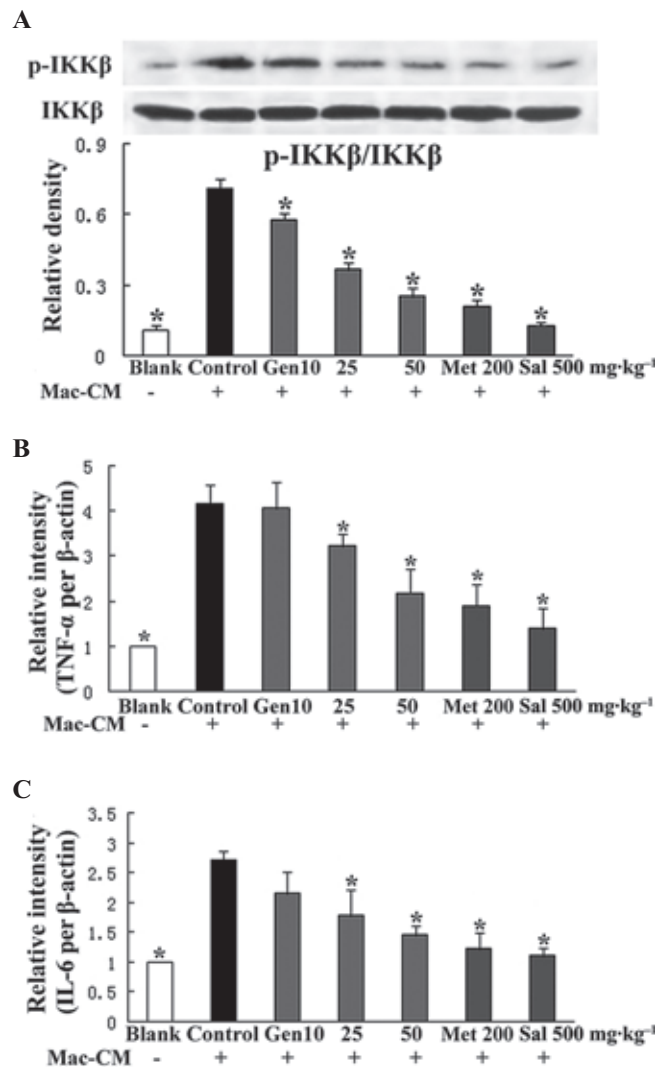 A
p-IKKβ
IKKβ
p-IKKβ/IKKβ
Relative density
0.9
0.6
0.3
0
* * * * * *
Blank Control Gen10 25 50 Met 200 Sal 500 mg·kg⁻¹
Mac-CM - + + + + + +
B
Relative intensity
(TNF-α per β-actin)
5
4
3
2
1
0
* * * * *
Blank Control Gen10 25 50 Met 200 Sal 500 mg·kg⁻¹
Mac-CM - + + + + + +
C
Relative intensity
(IL-6 per β-actin)
3.5
3
2.5
2
1.5
1
0.5
0
* * * * *
Blank Control Gen10 25 50 Met 200 Sal 500 mg·kg⁻¹
Mac-CM - + + + + + +